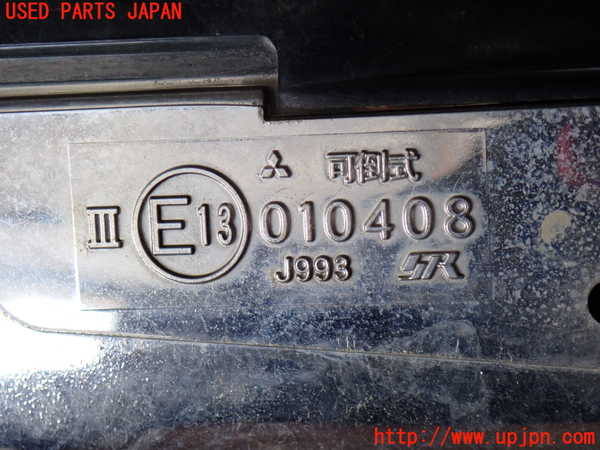 USED PARTS JAPAN
可倒式
III E13 010408
J993
http://www.upjpn.com/